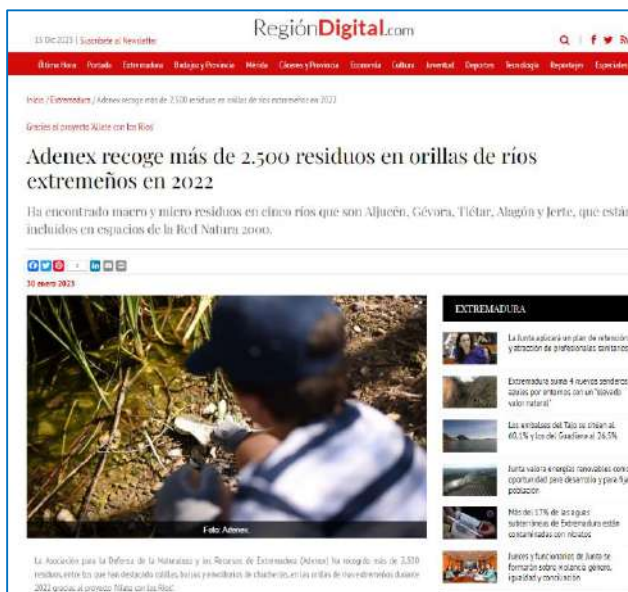 15 Dic 2023 | Suscríbete al Newsletter
RegiónDigital.com
Última Hora Portada Extremadura Badajoz y Provincia Mérida Cáceres y Provincia Economía Cultura Juventud Deportes Tecnología Reportajes Especiales
Inicio / Extremadura / Adenex recoge más de 2.500 residuos en orillas de ríos extremeños en 2022
Gracias al proyecto 'Alíate con los Ríos'
Adenex recoge más de 2.500 residuos en orillas de ríos
extremeños en 2022
Ha encontrado macro y micro residuos en cinco ríos que son Aljucén, Gévora, Tiétar, Alagón y Jerte, que están
incluidos en espacios de la Red Natura 2000.
30 enero 2023
Foto: Adenex
La Asociación para la Defensa de la Naturaleza y los Recursos de Extremadura (Adenex) ha recogido más de 2.500
residuos, entre los que han destacado colillas, bolsas y envoltorios de chucherías, en las orillas de ríos extremeños durante
2022 gracias al proyecto 'Alíate con los Ríos'.
EXTREMADURA
La Junta aplicará un plan de retención
y atracción de profesionales sanitarios
Extremadura suma 4 nuevos senderos
azules por entornos con un "elevado
valor natural"
Los embalses del Tajo se sitúan al
60,1% y los del Guadiana al 26,5%
Junta valora energías renovables como
oportunidad para desarrollo y para fijar
población
Más del 17% de las aguas
subterráneas de Extremadura están
contaminadas con nitratos
Jueces y funcionarios de Junta se
formarán sobre violencia género,
igualdad y conciliación